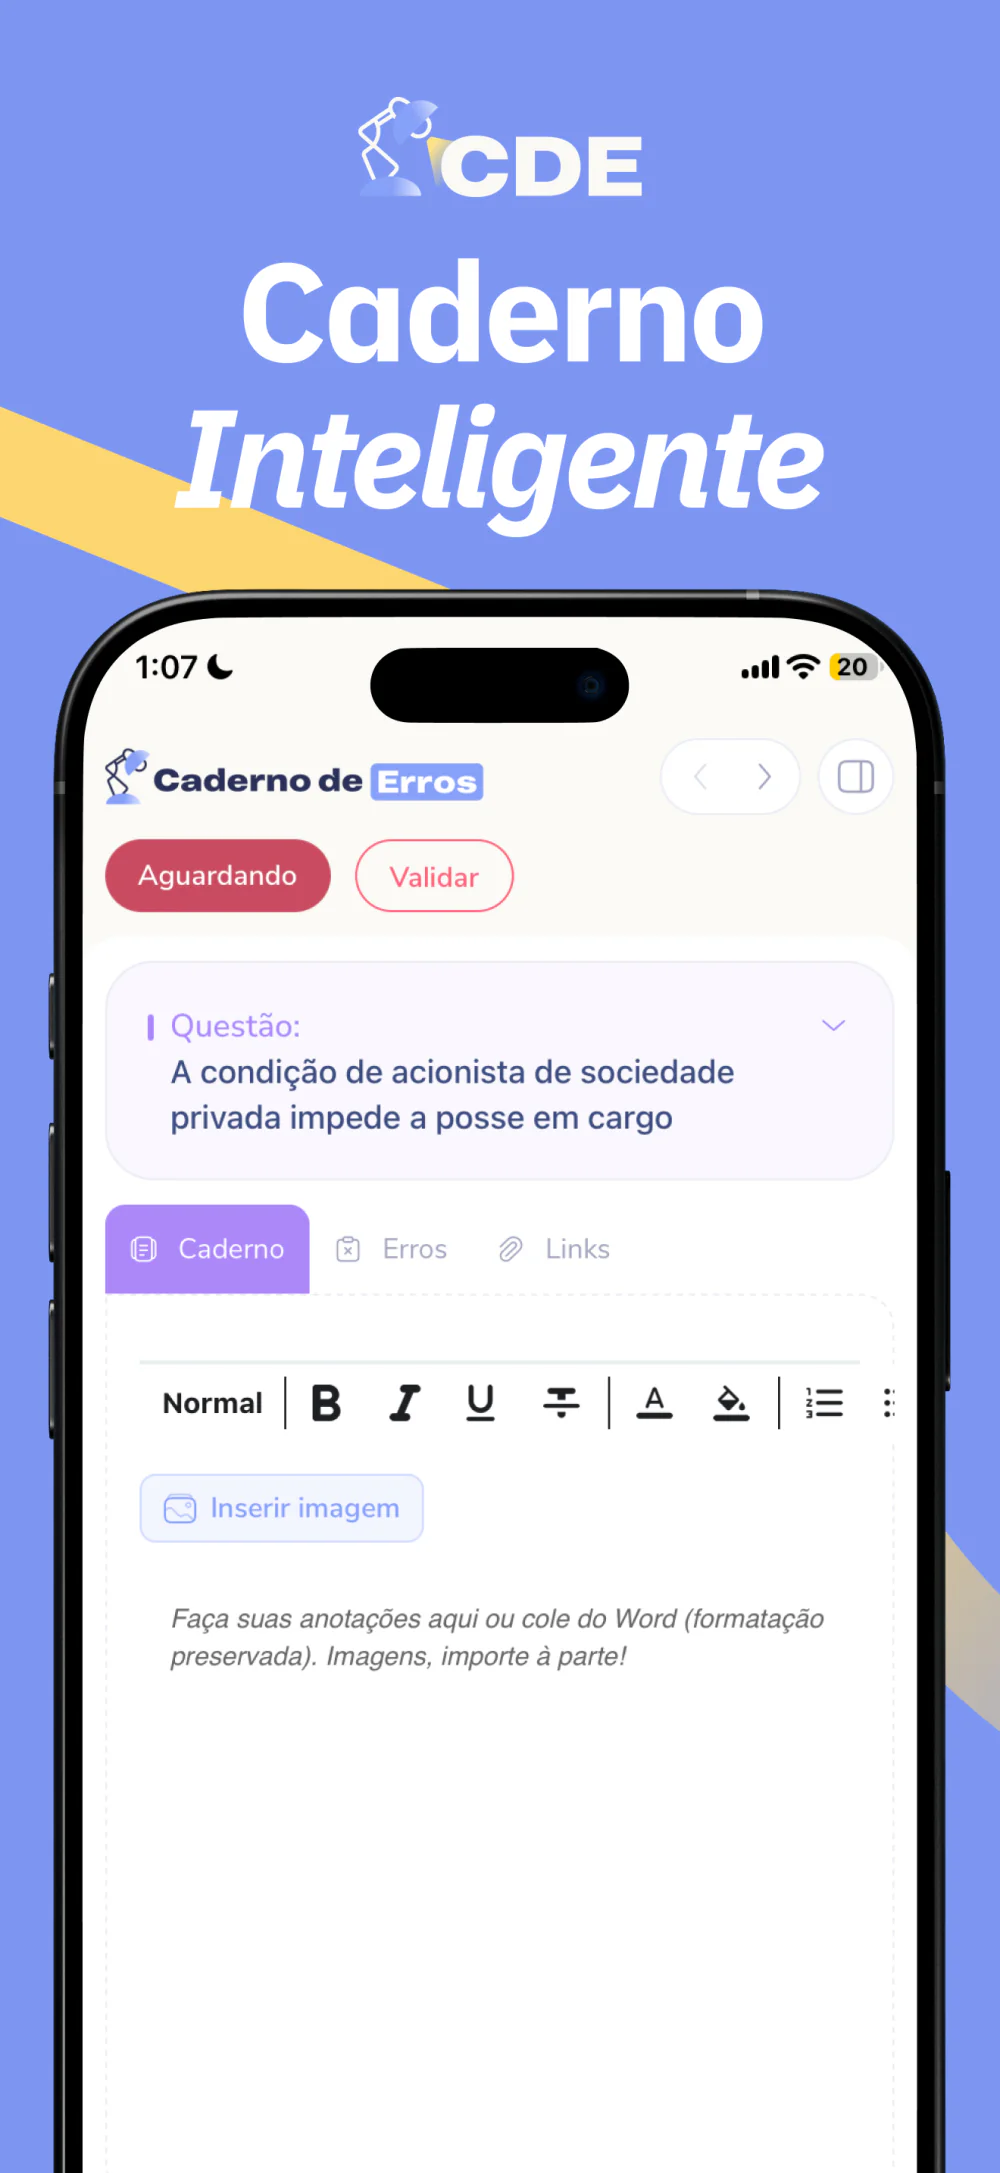 CDE
Caderno
Inteligente
1:07
20
Caderno de Erros
Aguardando
Validar
Questão:
A condição de acionista de sociedade
privada impede a posse em cargo
Caderno
Erros
Links
Normal
B I U T A
Inserir imagem
Faça suas anotações aqui ou cole do Word (formatação
preservada). Imagens, importe à parte!